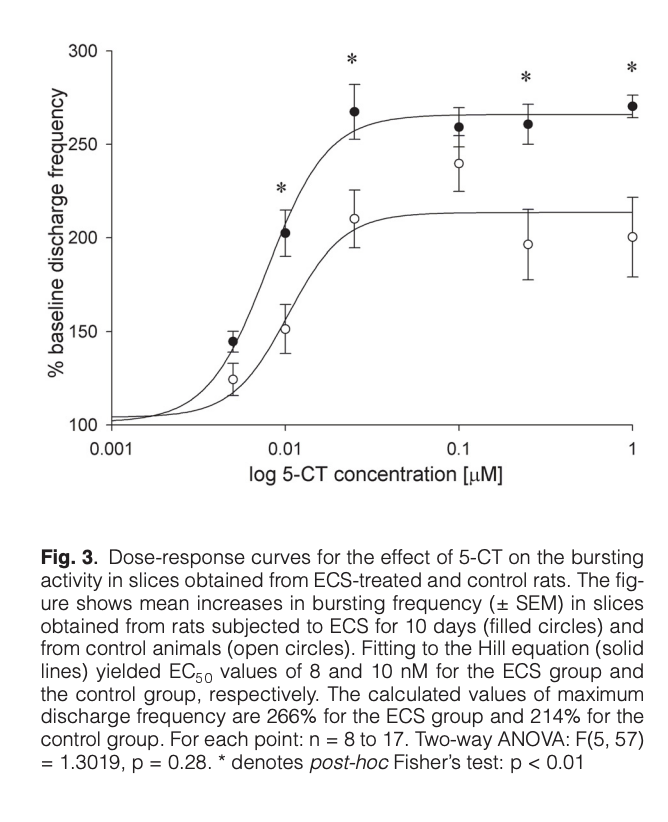 300
250
200
150
100
% baseline discharge frequency
*
*
*
*
0.001
0.01
0.1
1
log 5-CT concentration [µM]
Fig. 3. Dose-response curves for the effect of 5-CT on the bursting
activity in slices obtained from ECS-treated and control rats. The fig-
ure shows mean increases in bursting frequency (± SEM) in slices
obtained from rats subjected to ECS for 10 days (filled circles) and
from control animals (open circles). Fitting to the Hill equation (solid
lines) yielded EC50 values of 8 and 10 nM for the ECS group and
the control group, respectively. The calculated values of maximum
discharge frequency are 266% for the ECS group and 214% for the
control group. For each point: n = 8 to 17. Two-way ANOVA: F(5, 57)
= 1.3019, p = 0.28. * denotes post-hoc Fisher's test: p < 0.01